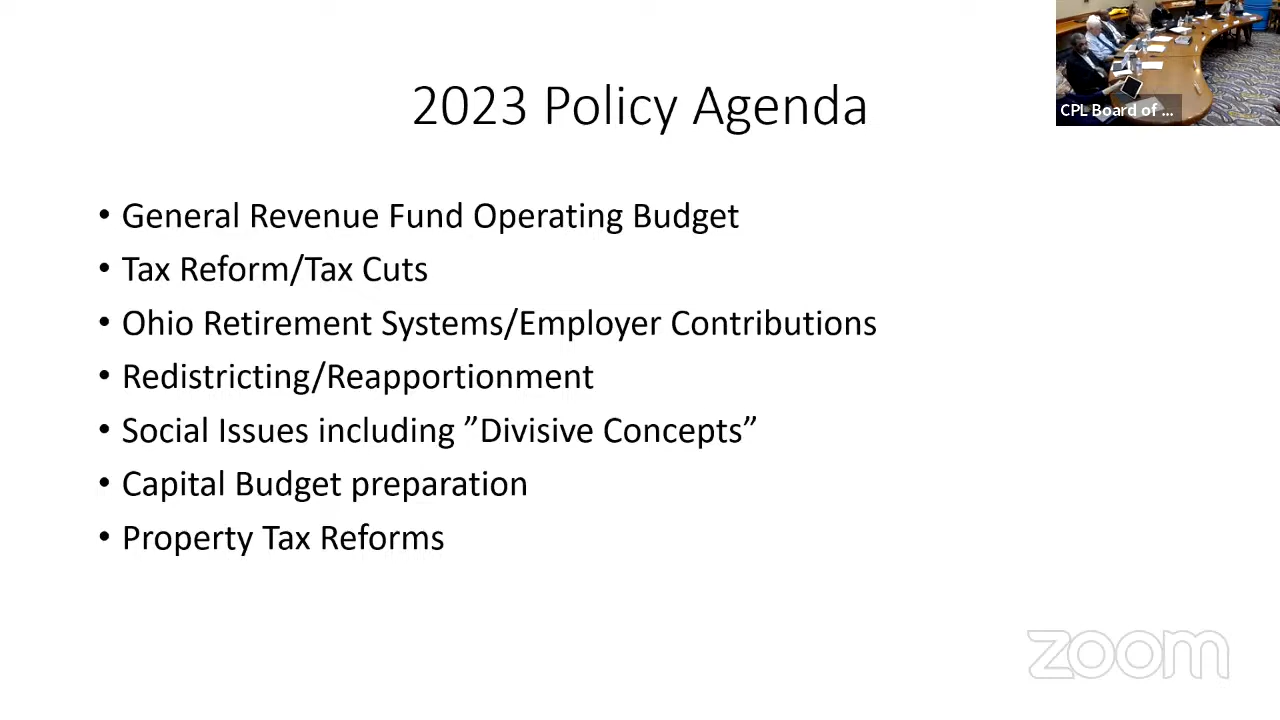 2023 Policy Agenda
CPL Board of ...
• General Revenue Fund Operating Budget
• Tax Reform/Tax Cuts
• Ohio Retirement Systems/Employer Contributions
• Redistricting/Reapportionment
• Social Issues including ”Divisive Concepts”
• Capital Budget preparation
• Property Tax Reforms
zoom